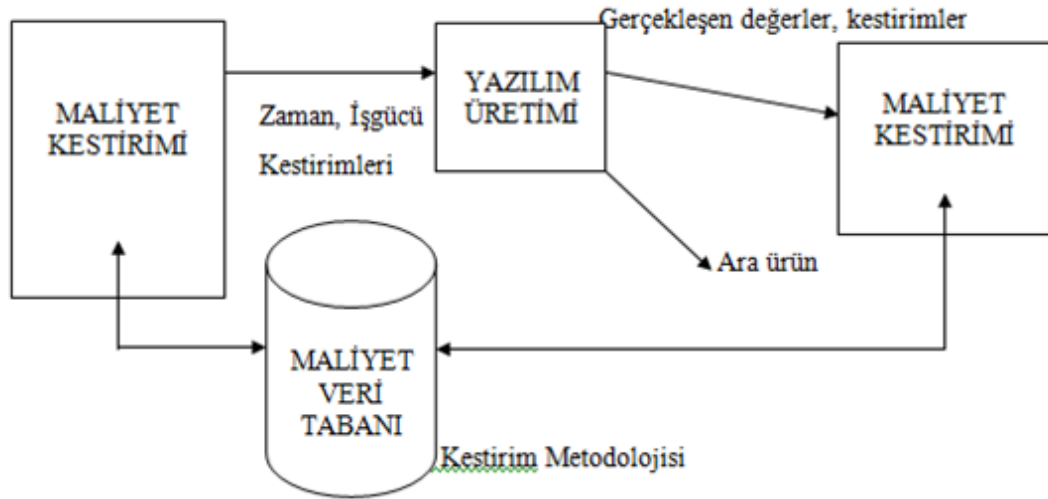 MALİYET
KESTİRİMİ
Zaman, İşgücü
Kestirimleri
YAZILIM
ÜRETİMİ
Gerçekleşen değerler, kestirimler
MALİYET
KESTİRİMİ
Ara ürün
MALİYET
VERİ
TABANI
Kestirim Metodolojisi